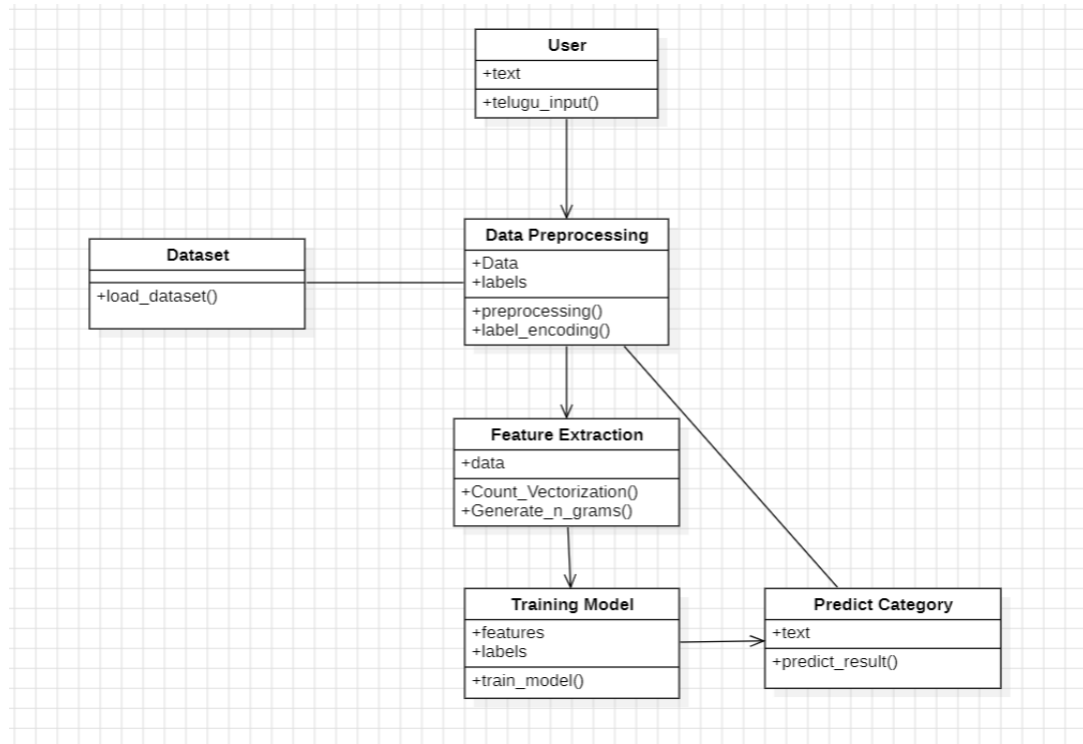 User
+text
+telugu_input()
Data Preprocessing
+Data
+labels
+preprocessing()
+label_encoding()
Dataset
+load_dataset()
Feature Extraction
+data
+Count_Vectorization()
+Generate_n_grams()
Training Model
+features
+labels
+train_model()
Predict Category
+text
+predict_result()